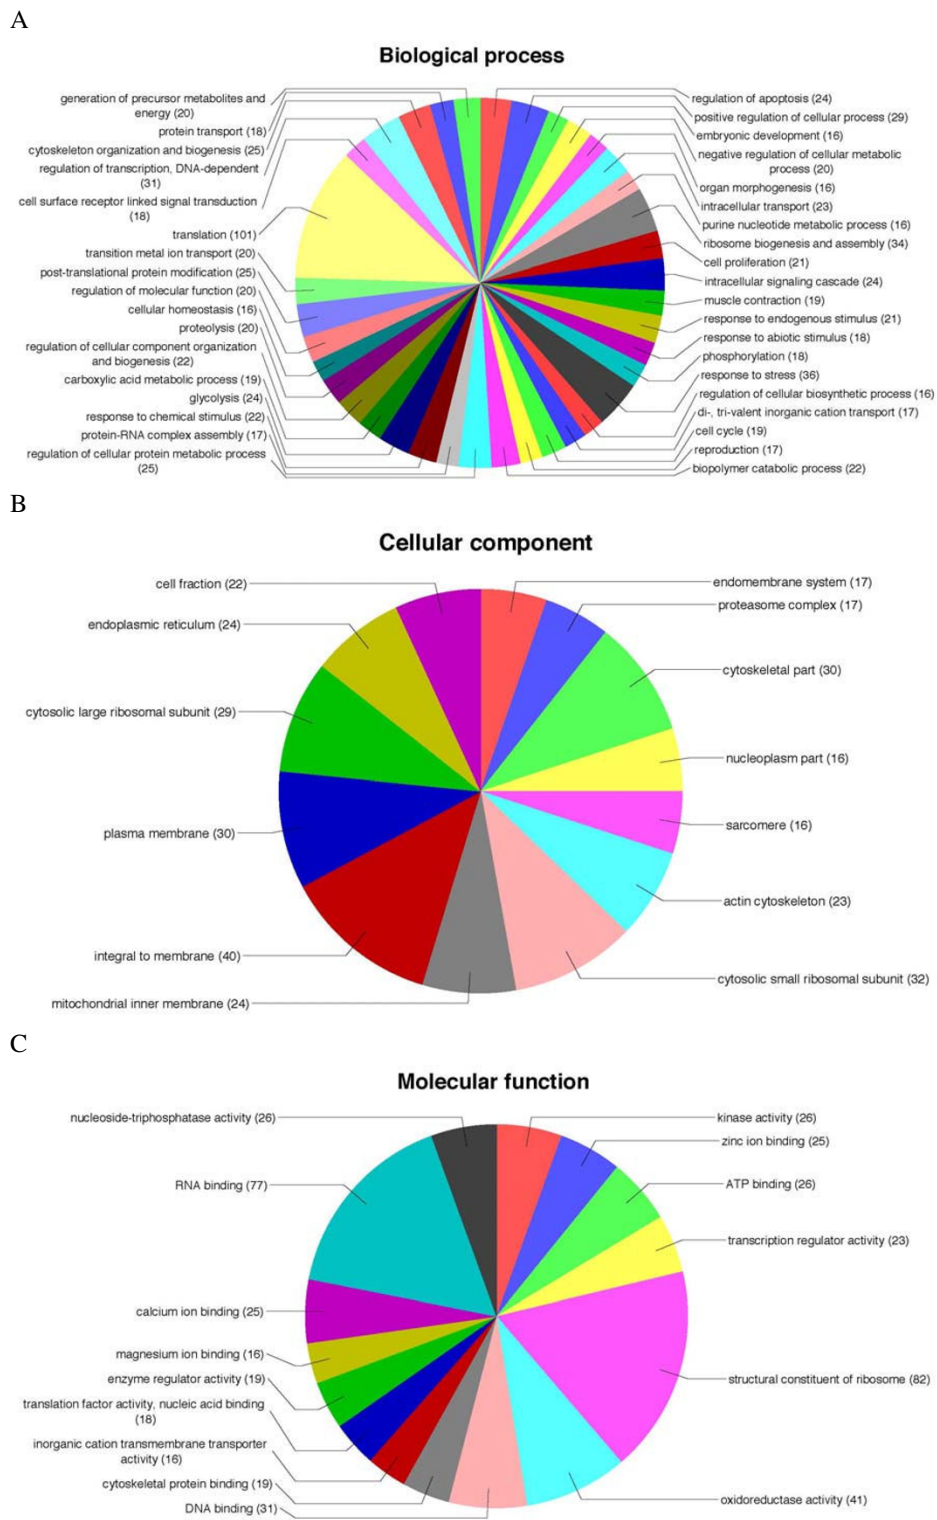 A
Biological process
generation of precursor metabolites and
energy (20)
protein transport (18)
cytoskeleton organization and biogenesis (25)
regulation of transcription, DNA-dependent
(31)
cell surface receptor linked signal transduction
(18)
translation (101)
transition metal ion transport (20)
post-translational protein modification (25)
regulation of molecular function (20)
cellular homeostasis (16)
proteolysis (20)
regulation of cellular component organization
and biogenesis (22)
carboxylic acid metabolic process (19)
glycolysis (24)
response to chemical stimulus (22)
protein-RNA complex assembly (17)
regulation of cellular protein metabolic process
(25)
regulation of apoptosis (24)
positive regulation of cellular process (29)
embryonic development (16)
negative regulation of cellular metabolic
process (20)
organ morphogenesis (16)
intracellular transport (23)
purine nucleotide metabolic process (16)
ribosome biogenesis and assembly (34)
cell proliferation (21)
intracellular signaling cascade (24)
muscle contraction (19)
response to endogenous stimulus (21)
response to abiotic stimulus (18)
phosphorylation (18)
response to stress (36)
regulation of cellular biosynthetic process (16)
di-, tri-valent inorganic cation transport (17)
cell cycle (19)
reproduction (17)
biopolymer catabolic process (22)
B
Cellular component
cell fraction (22)
endoplasmic reticulum (24)
cytosolic large ribosomal subunit (29)
plasma membrane (30)
integral to membrane (40)
mitochondrial inner membrane (24)
endomembrane system (17)
proteasome complex (17)
cytoskeletal part (30)
nucleoplasm part (16)
sarcomere (16)
actin cytoskeleton (23)
cytosolic small ribosomal subunit (32)
C
Molecular function
nucleoside-triphosphatase activity (26)
RNA binding (77)
calcium ion binding (25)
magnesium ion binding (16)
enzyme regulator activity (19)
translation factor activity, nucleic acid binding
(18)
inorganic cation transmembrane transporter
activity (16)
cytoskeletal protein binding (19)
DNA binding (31)
kinase activity (26)
zinc ion binding (25)
ATP binding (26)
transcription regulator activity (23)
structural constituent of ribosome (82)
oxidoreductase activity (41)